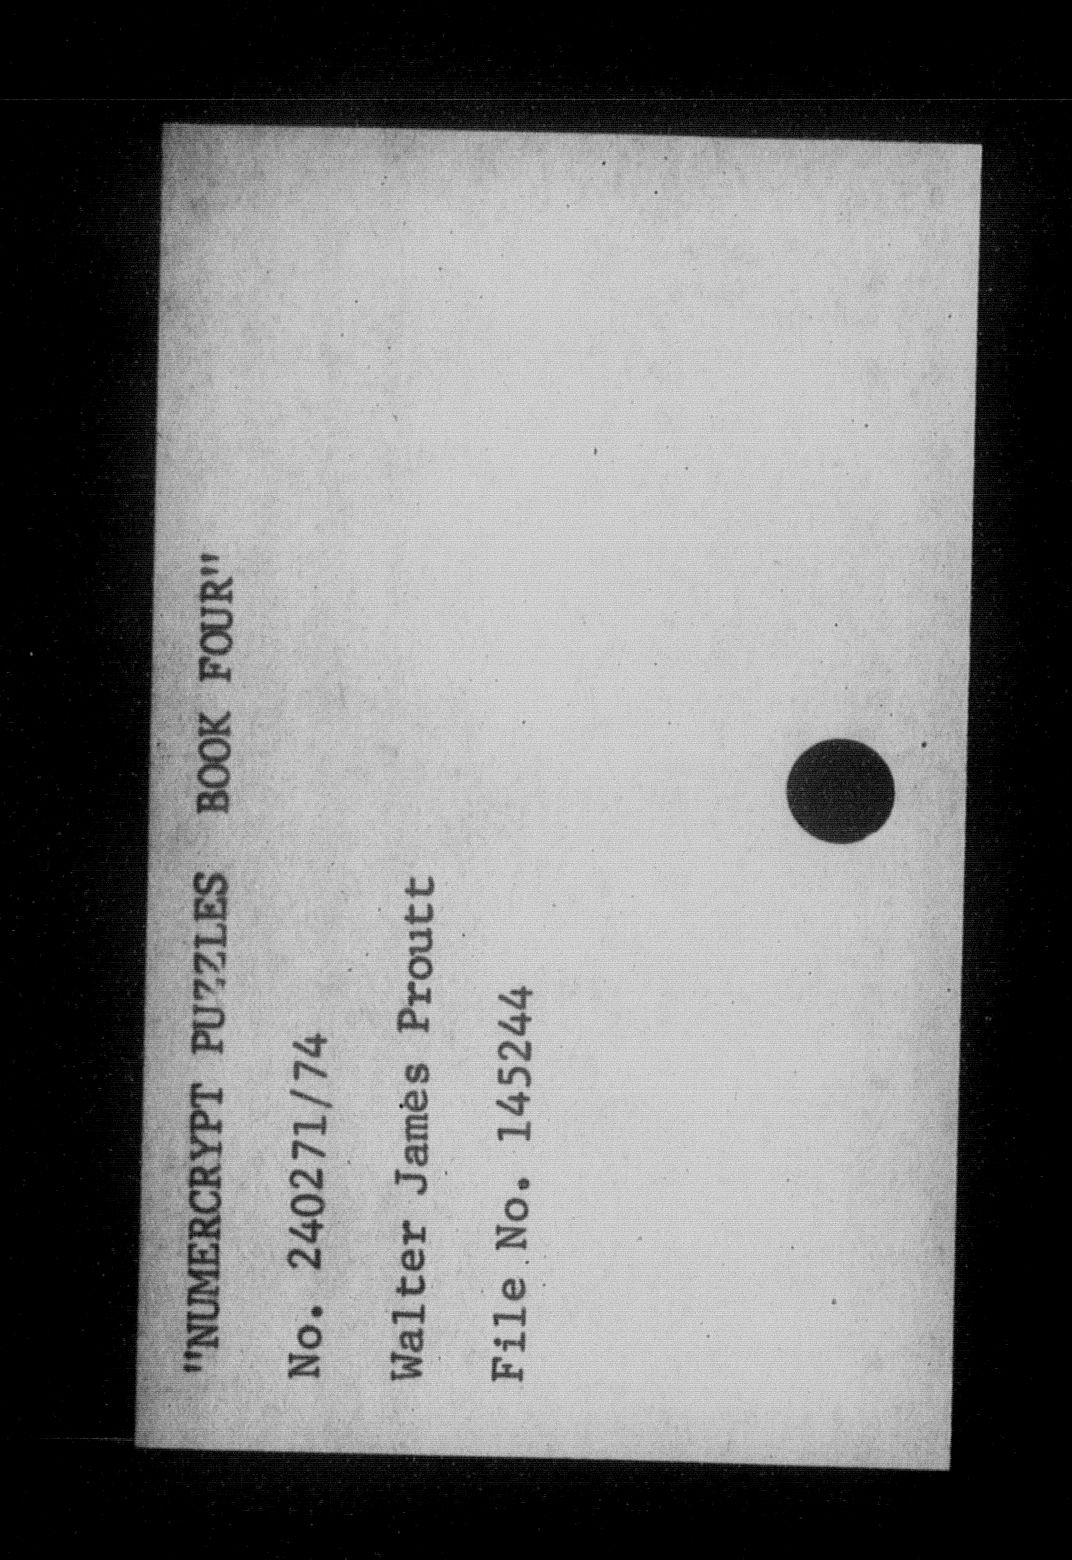 "NUMERCRYPT PUZZLES BOOK FOUR"
No. 240271/74
Walter James Proutt
File No. 145244